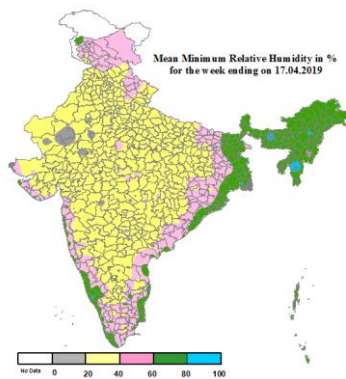 Mean Minimum Relative Humidity in %
for the week ending on 17.04.2019
No Data 0 20 40 60 80 100